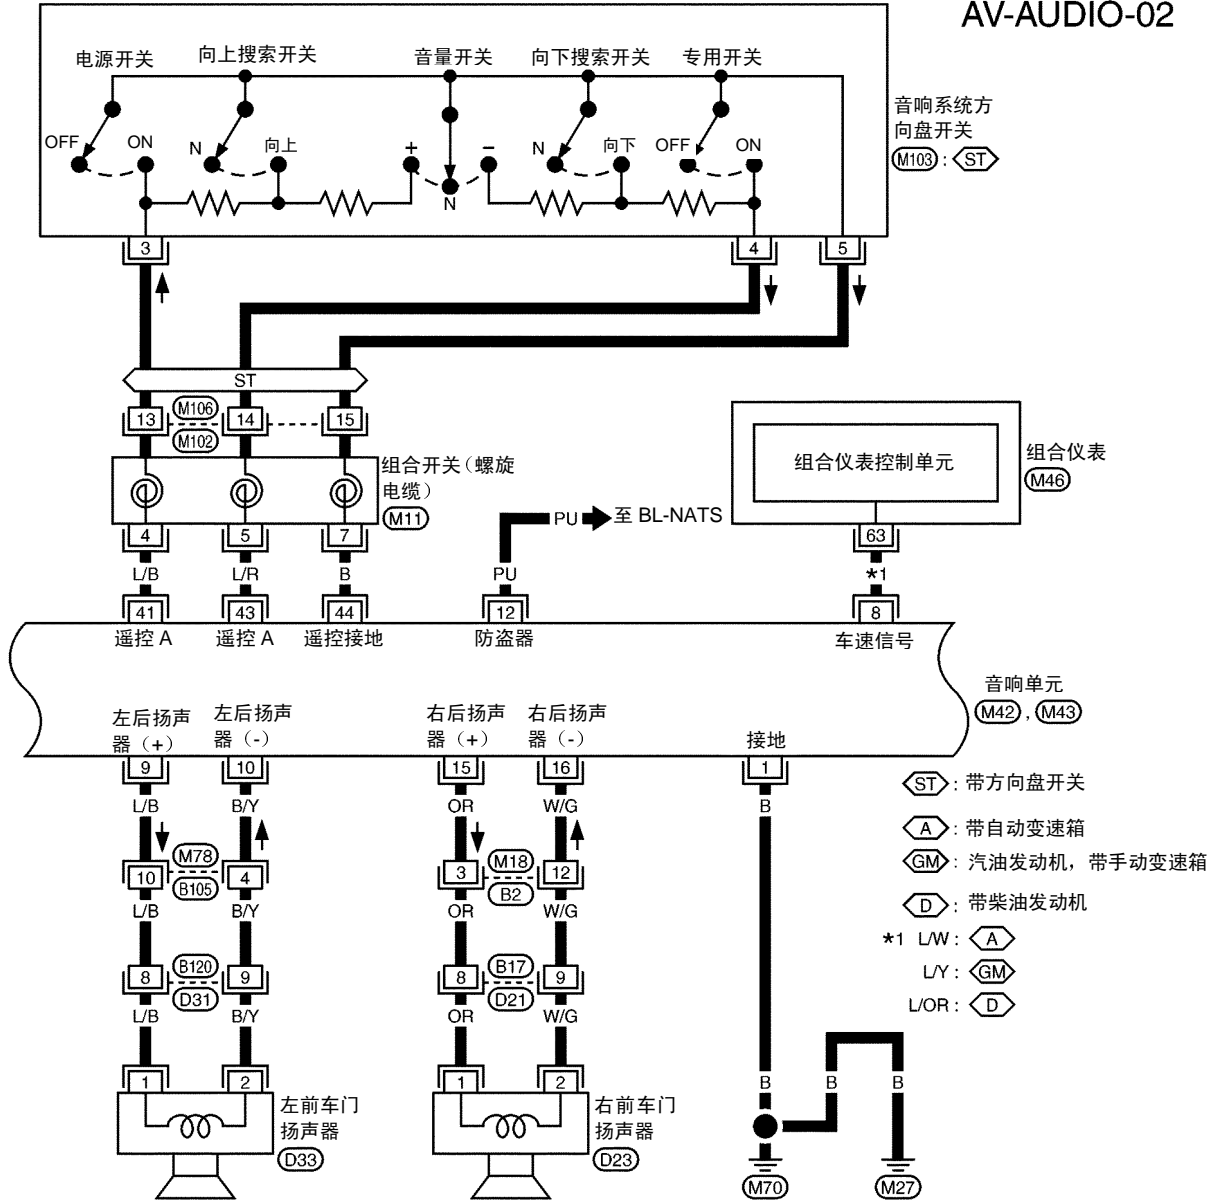 AV-AUDIO-02
电源开关 向上搜索开关 音量开关 向下搜索开关 专用开关
OFF ON N 向上 + N - N 向下 OFF ON
音响系统方
向盘开关
M103 : ST
3 4 5
ST
13 M106 14 15
M102
组合开关（螺旋
电缆）
M11
4 5 7
L/B L/R B
41 43 44
遥控 A 遥控 A 遥控接地
PU 至 BL-NATS
PU
12
防盗器
组合仪表控制单元
组合仪表
M46
63
*1
8
车速信号
音响单元
M42 , M43
左后扬声
器（+）
左后扬声
器（-）
右后扬声
器（+）
右后扬声
器（-）
接地
9 10 15 16 1
L/B B/Y OR W/G B
10 M78 4 3 M18 12
B105 B2
L/B B/Y OR W/G
8 B120 9 8 B17 9
D31 D21
L/B B/Y OR W/G
1 2 1 2
左前车门
扬声器
D33
右前车门
扬声器
D23
B B B
M70 M27
ST : 带方向盘开关
A : 带自动变速箱
GM : 汽油发动机，带手动变速箱
D : 带柴油发动机
*1 L/W : A
L/Y : GM
L/OR : D